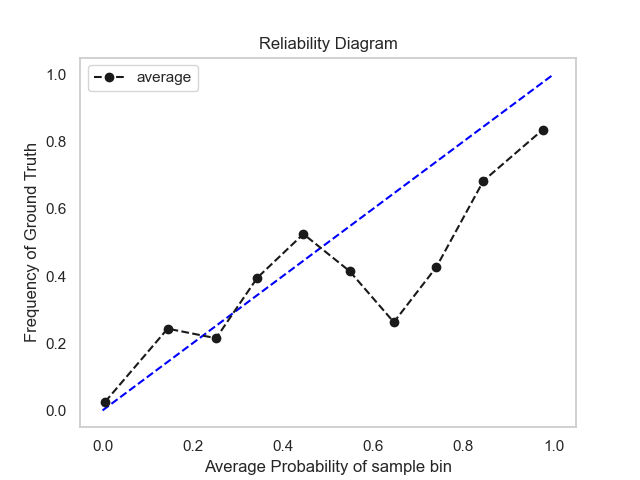 Reliability Diagram
average
Frequency of Ground Truth
1.0
0.8
0.6
0.4
0.2
0.0
0.0 0.2 0.4 0.6 0.8 1.0
Average Probability of sample bin